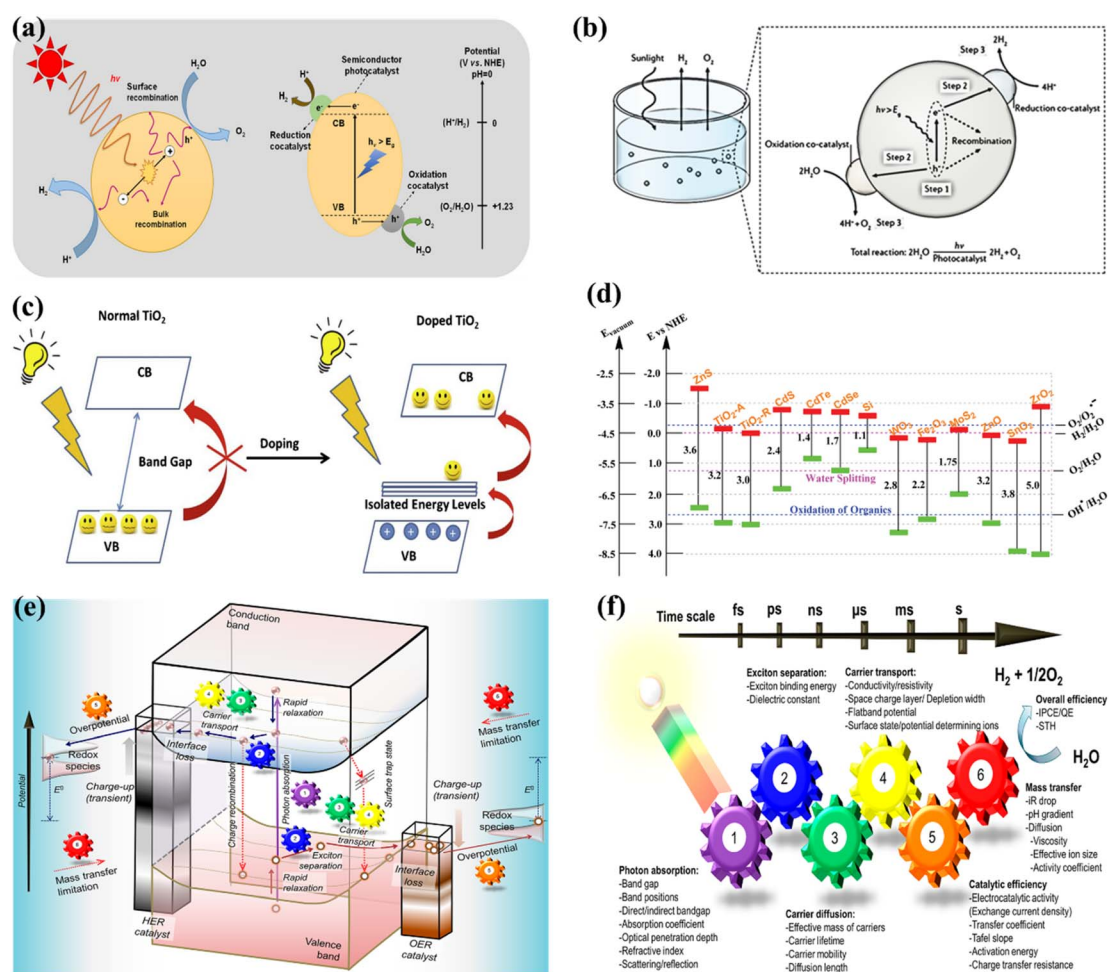 (a)
hν
Surface
recombination
H₂O
h⁺
O₂
+
-
H₂
Bulk
recombination
H⁺
Semiconductor
photocatalyst
H⁺
H₂
e⁻
e⁻
Reduction
cocatalyst
CB
hᵥ > E_g
Oxidation
cocatalyst
VB
h⁺
h⁺
O₂
H₂O
Potential
(V vs. NHE)
pH=0
(H⁺/H₂)
0
(O₂/H₂O)
+1.23
(b)
Sunlight
H₂
O₂
2H₂
Step 3
4H⁺
Step 2
Reduction co-catalyst
hν>E_g
Recombination
Oxidation co-catalyst
Step 2
h⁺
2H₂O
Step 1
4H⁺+ O₂
Step 3
Total reaction: 2H₂O
hν
Photocatalyst
2H₂+O₂
(c)
Normal TiO₂
CB
Band Gap
VB
Doping
Doped TiO₂
CB
Isolated Energy Levels
+ + + +
VB
(d)
E_vacuum
E vs NHE
-2.5
-3.5
-4.5
-5.5
-6.5
-7.5
-8.5
-2.0
-1.0
0.0
1.0
2.0
3.0
4.0
ZnS
TiO₂-A
TiO₂-R
CdS
CdTe
CdSe
Si
WO₃
Fe₂O₃
MoS₂
ZnO
SnO₂
ZrO₂
3.6
3.2
3.0
2.4
1.4
1.7
1.1
2.8
2.2
1.75
3.2
3.8
5.0
Water Splitting
Oxidation of Organics
O₂/O₂•⁻
H₂/H₂O
O₂/H₂O
(e)
Conduction
band
Rapid
relaxation
Carrier
transport
Overpotential
Redox
species
Interface
loss
Charge-up
(transient)
Potential
E⁰
Mass transfer
limitation
Charge recombination
Photon absorption
Surface trap state
Carrier
transport
Exciton
separation
Rapid
relaxation
Interface
loss
Mass transfer
limitation
Charge-up
(transient)
Redox
species
E⁰
Overpotential
HER
catalyst
Valence
band
OER
catalyst
(f)
Time scale
fs
ps
ns
µs
ms
s
Exciton separation:
-Exciton binding energy
-Dielectric constant
Carrier transport:
-Conductivity/resistivity
-Space charge layer/ Depletion width
-Flatband potential
-Surface state/potential determining ions
H₂ + 1/2O₂
Overall efficiency
-IPCE/QE
-STH
H₂O
1
2
3
4
5
6
Mass transfer
-iR drop
-pH gradient
-Diffusion
-Viscosity
-Effective ion size
-Activity coefficient
Photon absorption:
-Band gap
-Band positions
-Direct/indirect bandgap
-Absorption coefficient
-Optical penetration depth
-Refractive index
-Scattering/reflection
Carrier diffusion:
-Effective mass of carriers
-Carrier lifetime
-Carrier mobility
-Diffusion length
Catalytic efficiency
-Electrocatalytic activity
(Exchange current density)
-Transfer coefficient
-Tafel slope
-Activation energy
-Charge transfer resistance